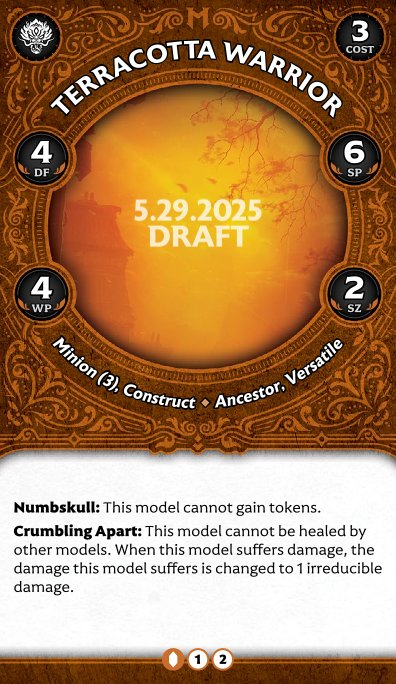 3
COST
TERRACOTTA WARRIOR
4
DF
6
SP
5.29.2025
DRAFT
4
WP
2
SZ
Minion (3), Construct ◆ Ancestor, Versatile
Numbskull: This model cannot gain tokens.
Crumbling Apart: This model cannot be healed by
other models. When this model suffers damage, the
damage this model suffers is changed to 1 irreducible
damage.
1 2